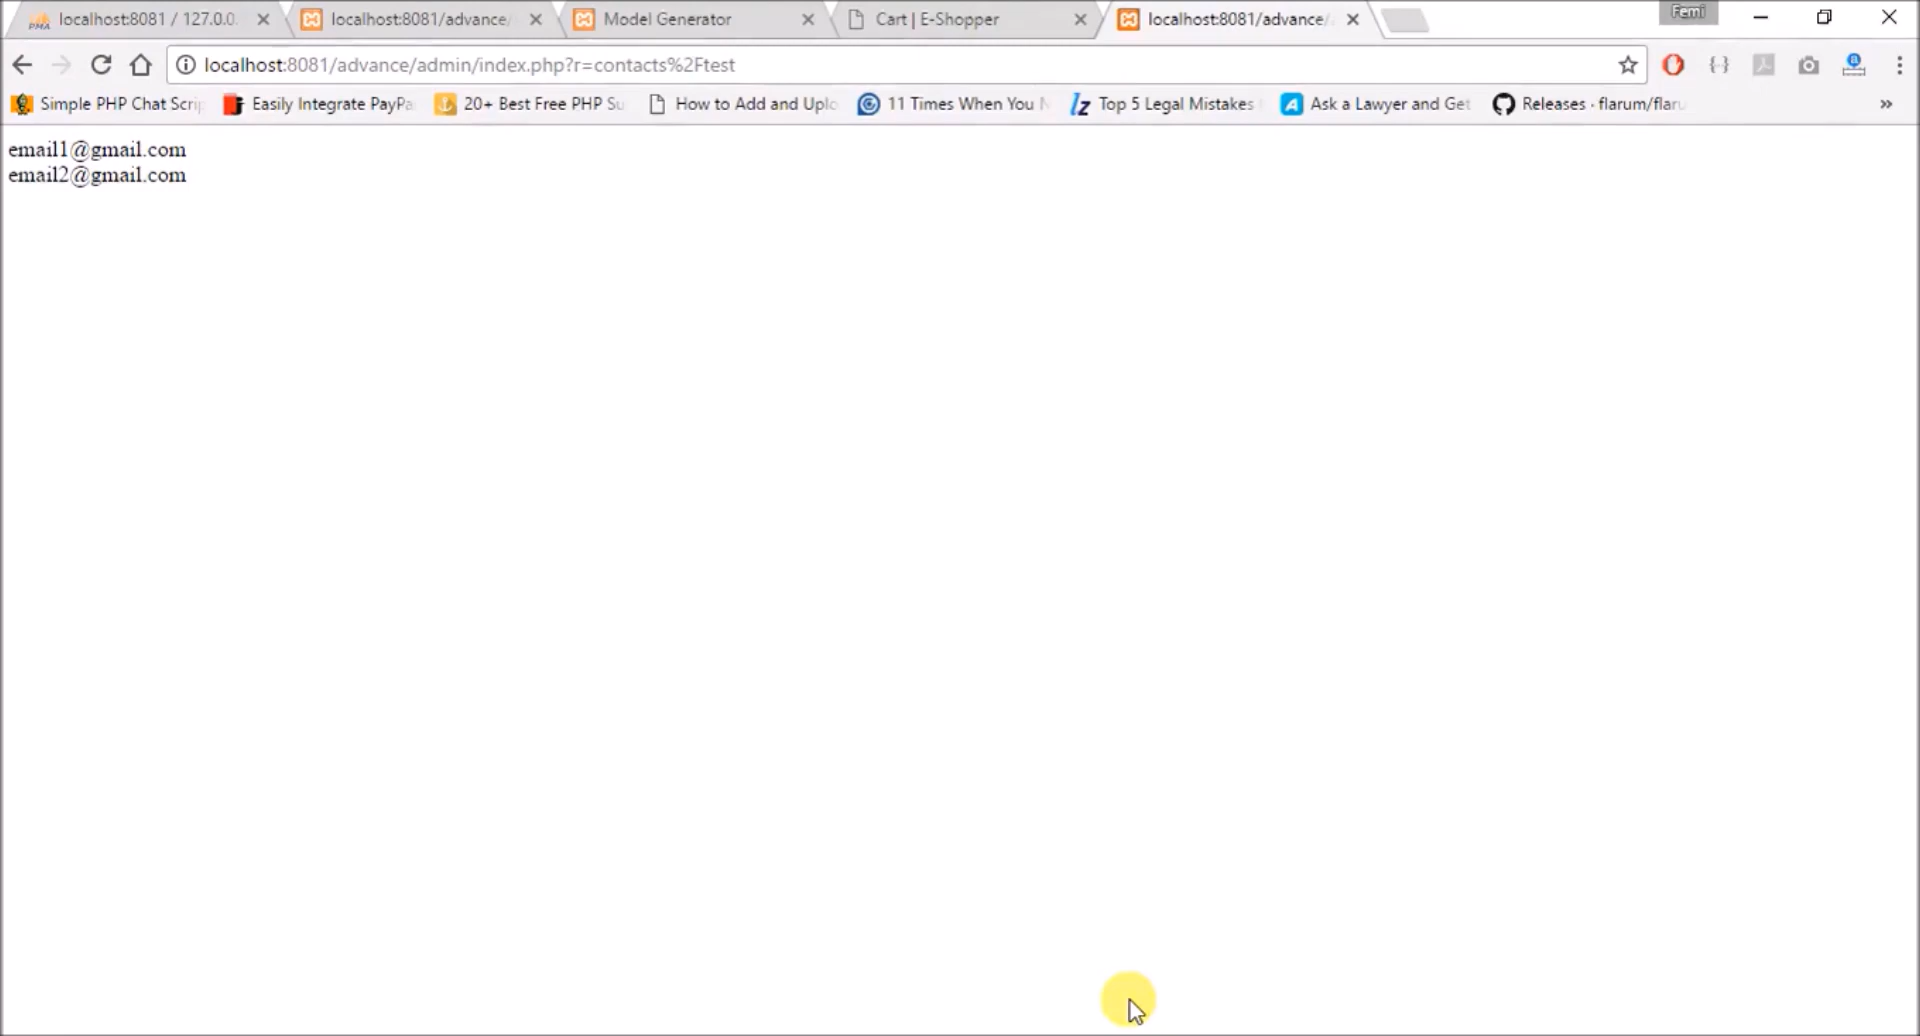 localhost:8081 / 127.0.0.
localhost:8081/advance/
Model Generator
Cart | E-Shopper
localhost:8081/advance/
Femi
localhost:8081/advance/admin/index.php?r=contacts%2Ftest
Simple PHP Chat Scri
Easily Integrate PayPa
20+ Best Free PHP Su
How to Add and Uplo
11 Times When You N
Top 5 Legal Mistakes
Ask a Lawyer and Get
Releases · flarum/flaru
»
email1@gmail.com
email2@gmail.com